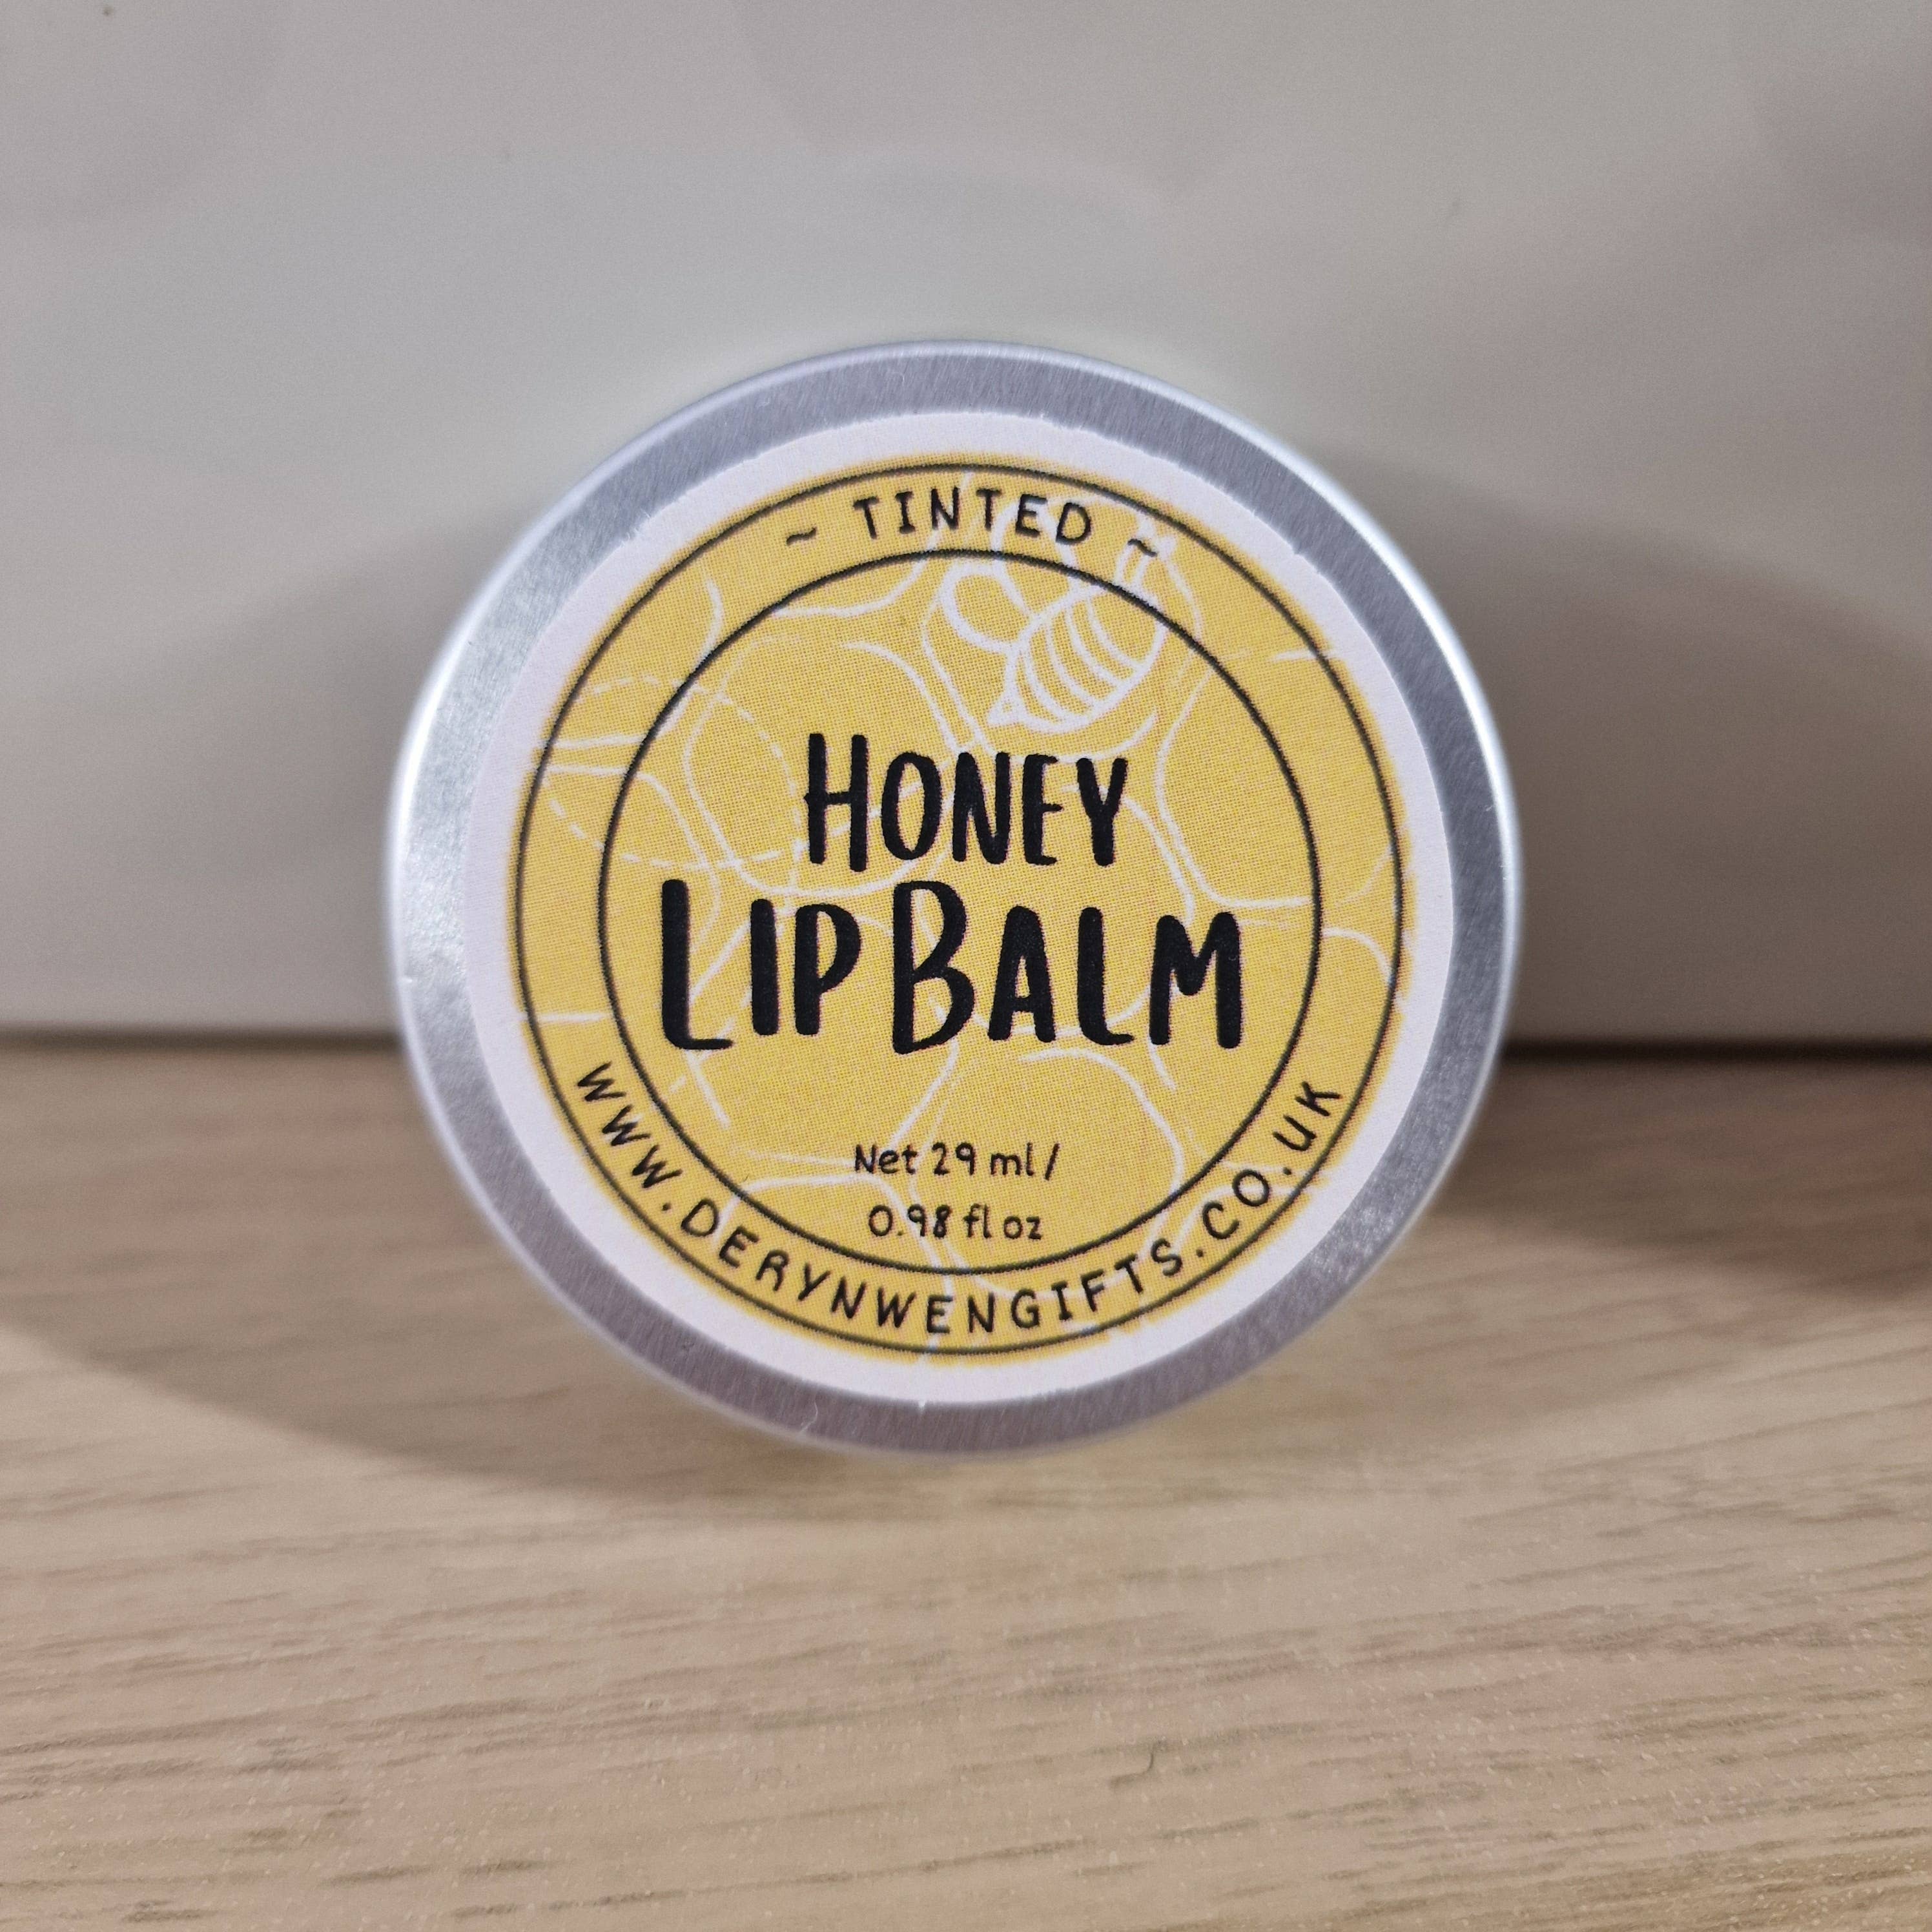 ~ TINTED ~
HONEY
LIP BALM
Net 29 ml /
0.98 fl oz
WWW.DERYNWENGIFTS.CO.UK